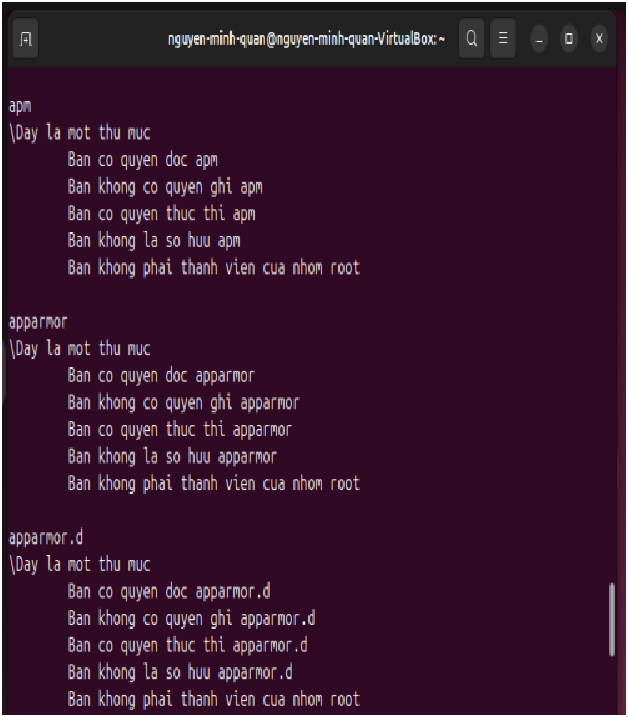 nguyen-minh-quan@nguyen-minh-quan-VirtualBox: ~
apm
\Day la mot thu muc
Ban co quyen doc apm
Ban khong co quyen ghi apm
Ban co quyen thuc thi apm
Ban khong la so huu apm
Ban khong phai thanh vien cua nhom root
apparmor
\Day la mot thu muc
Ban co quyen doc apparmor
Ban khong co quyen ghi apparmor
Ban co quyen thuc thi apparmor
Ban khong la so huu apparmor
Ban khong phai thanh vien cua nhom root
apparmor.d
\Day la mot thu muc
Ban co quyen doc apparmor.d
Ban khong co quyen ghi apparmor.d
Ban co quyen thuc thi apparmor.d
Ban khong la so huu apparmor.d
Ban khong phai thanh vien cua nhom root